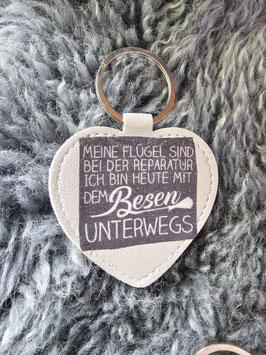 MEINE FLÜGEL SIND
BEI DER REPARATUR
ICH BIN HEUTE MIT
DEM Besen
UNTERWEGS